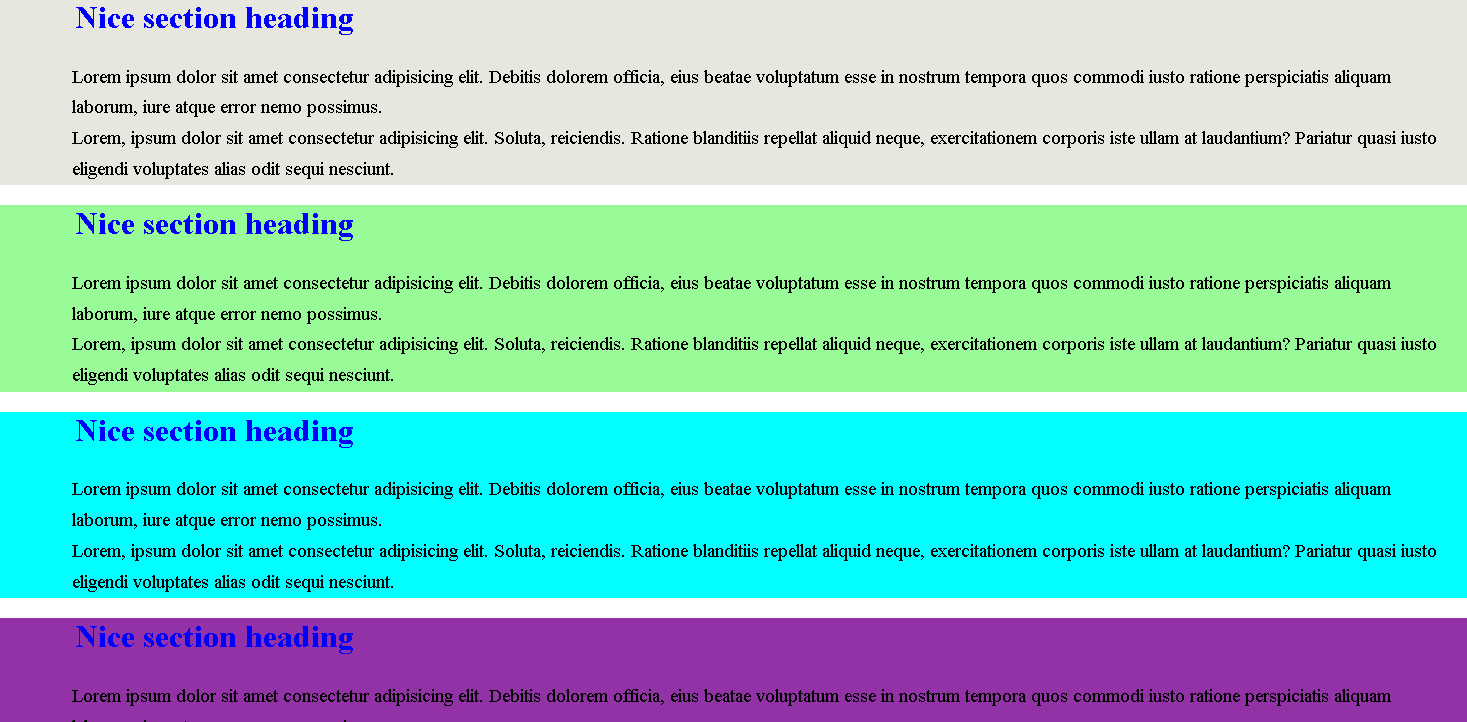 Nice section heading
Lorem ipsum dolor sit amet consectetur adipisicing elit. Debitis dolorem officia, eius beatae voluptatum esse in nostrum tempora quos commodi iusto ratione perspiciatis aliquam
laborum, iure atque error nemo possimus.
Lorem, ipsum dolor sit amet consectetur adipisicing elit. Soluta, reiciendis. Ratione blanditiis repellat aliquid neque, exercitationem corporis iste ullam at laudantium? Pariatur quasi iusto
eligendi voluptates alias odit sequi nesciunt.
Nice section heading
Lorem ipsum dolor sit amet consectetur adipisicing elit. Debitis dolorem officia, eius beatae voluptatum esse in nostrum tempora quos commodi iusto ratione perspiciatis aliquam
laborum, iure atque error nemo possimus.
Lorem, ipsum dolor sit amet consectetur adipisicing elit. Soluta, reiciendis. Ratione blanditiis repellat aliquid neque, exercitationem corporis iste ullam at laudantium? Pariatur quasi iusto
eligendi voluptates alias odit sequi nesciunt.
Nice section heading
Lorem ipsum dolor sit amet consectetur adipisicing elit. Debitis dolorem officia, eius beatae voluptatum esse in nostrum tempora quos commodi iusto ratione perspiciatis aliquam
laborum, iure atque error nemo possimus.
Lorem, ipsum dolor sit amet consectetur adipisicing elit. Soluta, reiciendis. Ratione blanditiis repellat aliquid neque, exercitationem corporis iste ullam at laudantium? Pariatur quasi iusto
eligendi voluptates alias odit sequi nesciunt.
Nice section heading
Lorem ipsum dolor sit amet consectetur adipisicing elit. Debitis dolorem officia, eius beatae voluptatum esse in nostrum tempora quos commodi iusto ratione perspiciatis aliquam